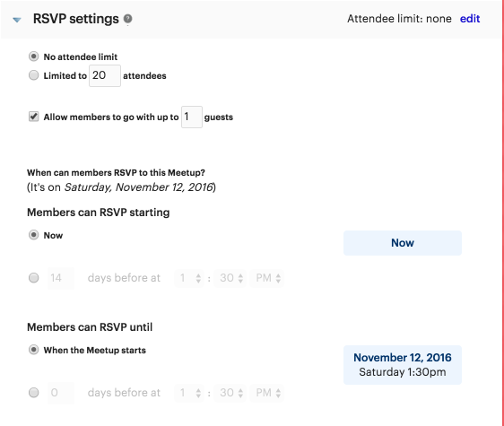 RSVP settings ? Attendee limit: none edit
No attendee limit
Limited to 20 attendees
Allow members to go with up to 1 guests
When can members RSVP to this Meetup?
(It's on Saturday, November 12, 2016)
Members can RSVP starting
Now Now
14 days before at 1 : 30 PM
Members can RSVP until
When the Meetup starts November 12, 2016
Saturday 1:30pm
0 days before at 1 : 30 PM